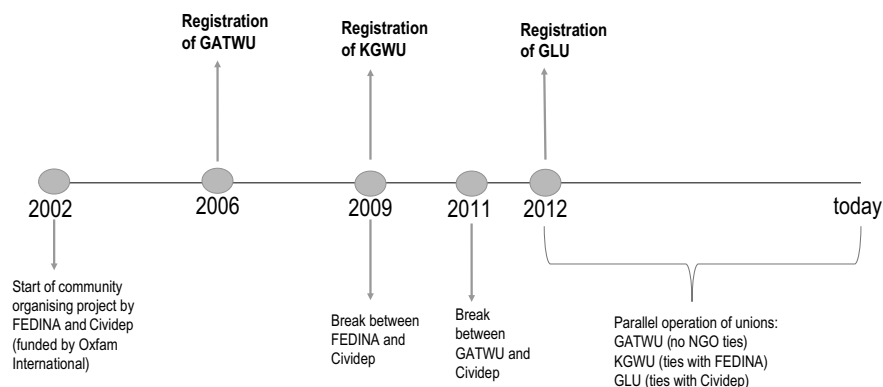 Registration
of GATWU
Registration
of KGWU
Registration
of GLU
2002
2006
2009
2011
2012
today
Start of community
organising project by
FEDINA and Cividep
(funded by Oxfam
International)
Break between
FEDINA and
Cividep
Break
between
GATWU and
Cividep
Parallel operation of unions:
GATWU (no NGO ties)
KGWU (ties with FEDINA)
GLU (ties with Cividep)